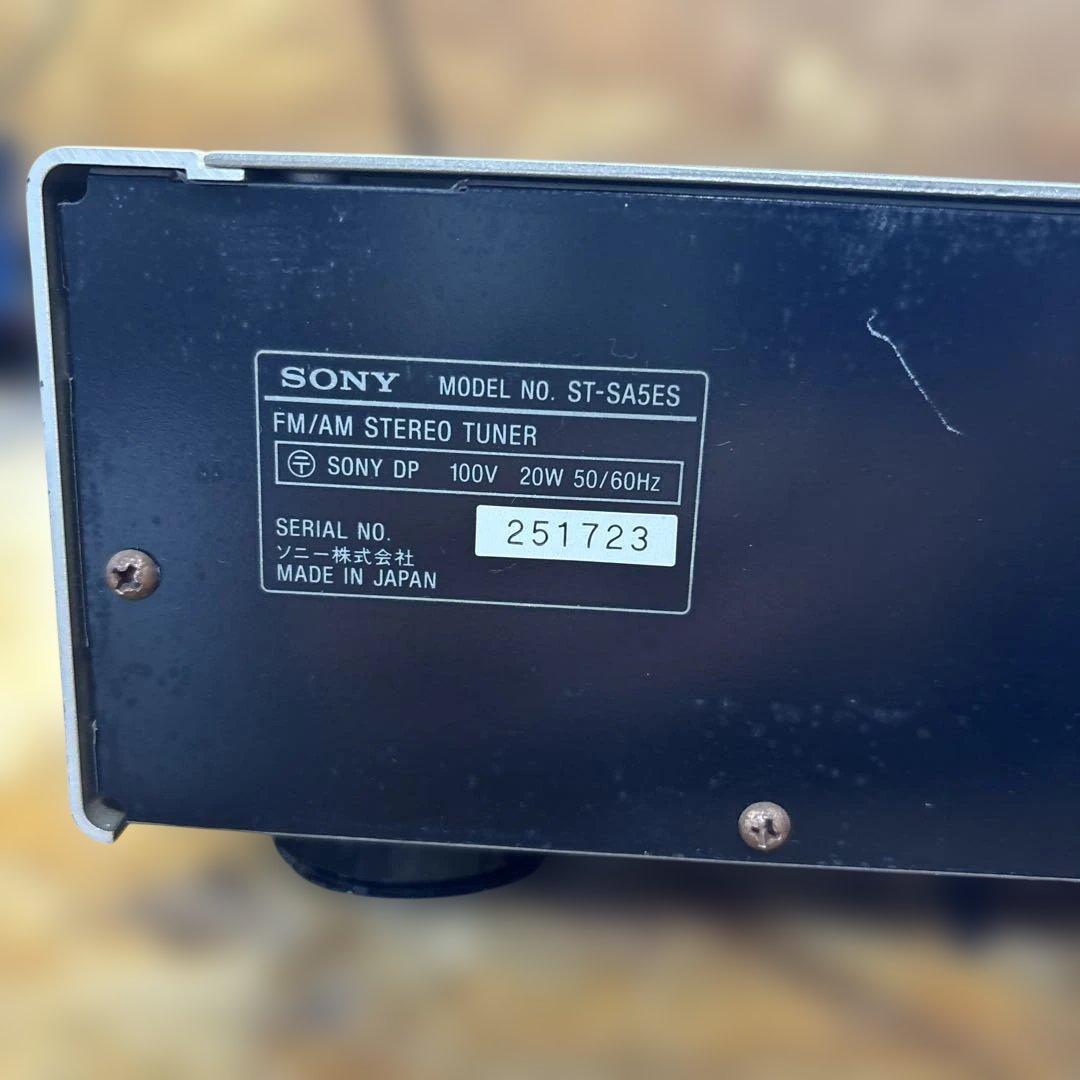 SONY MODEL NO. ST-SA5ES
FM/AM STEREO TUNER
〶 SONY DP 100V 20W 50/60Hz
SERIAL NO. 251723
ソニー株式会社
MADE IN JAPAN